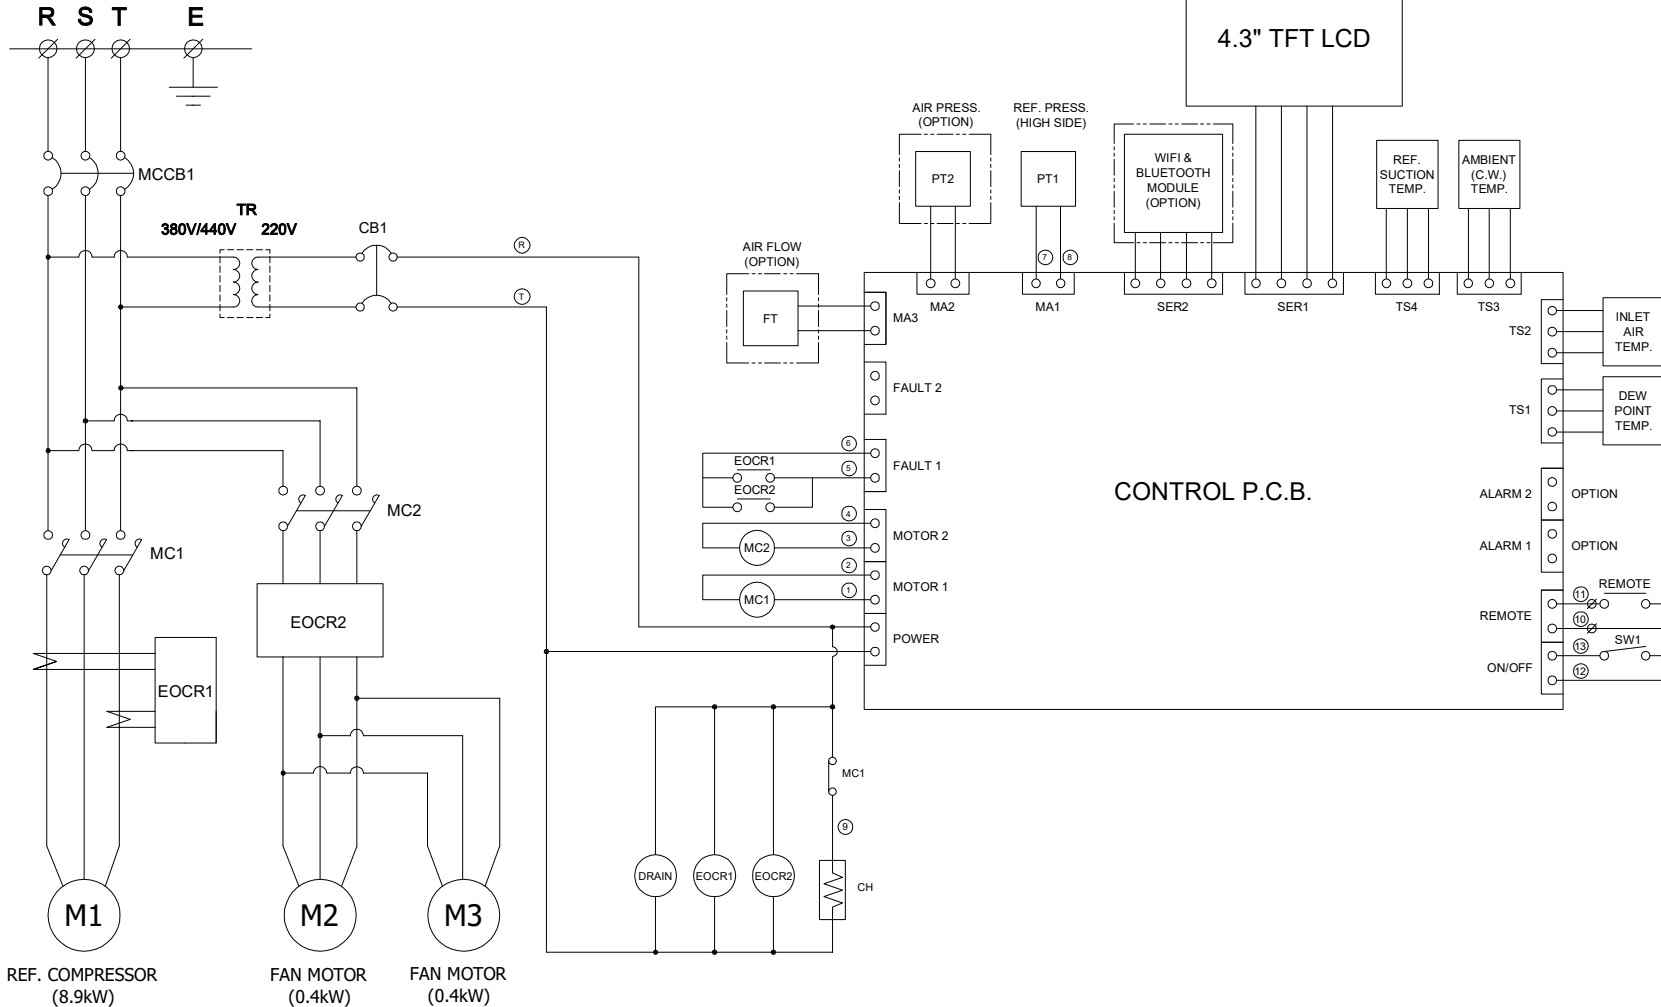 R S T E
4.3" TFT LCD
AIR PRESS.
(OPTION)
REF. PRESS.
(HIGH SIDE)
PT2
PT1
WIFI &
BLUETOOTH
MODULE
(OPTION)
REF.
SUCTION
TEMP.
AMBIENT
(C.W.)
TEMP.
MCCB1
TR
380V/440V 220V
CB1
R
T
AIR FLOW
(OPTION)
FT
7
8
MA2
MA1
SER2
SER1
TS4
TS3
MA3
TS2
INLET
AIR
TEMP.
FAULT 2
TS1
DEW
POINT
TEMP.
6
EOCR1
5
FAULT 1
EOCR2
CONTROL P.C.B.
ALARM 2 OPTION
MC2
4
MOTOR 2
3
MC2
ALARM 1 OPTION
MC1
2
MOTOR 1
1
MC1
11
REMOTE
REMOTE
10
EOCR2
POWER
13
SW1
ON/OFF
12
EOCR1
MC1
9
DRAIN
EOCR1
EOCR2
CH
M1
M2
M3
REF. COMPRESSOR
(8.9kW)
FAN MOTOR
(0.4kW)
FAN MOTOR
(0.4kW)